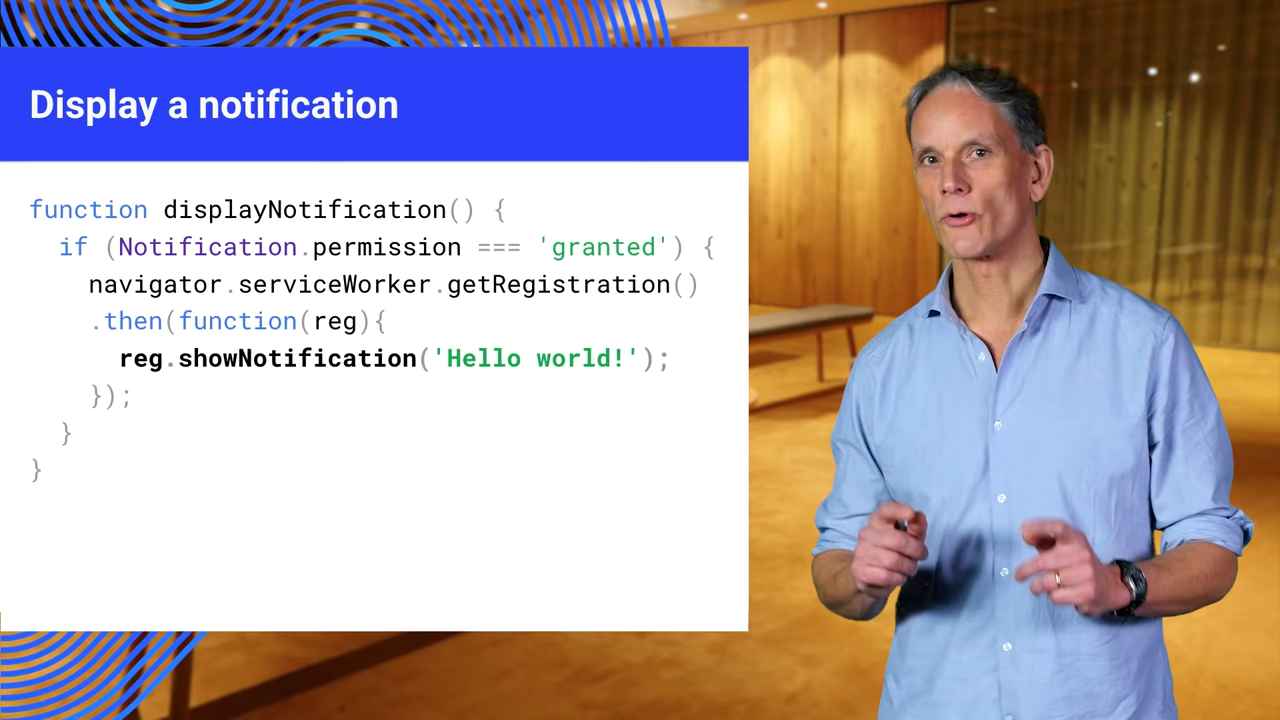 Display a notification
function displayNotification() {
if (Notification.permission === 'granted') {
navigator.serviceWorker.getRegistration()
.then(function(reg){
reg.showNotification('Hello world!');
});
}
}